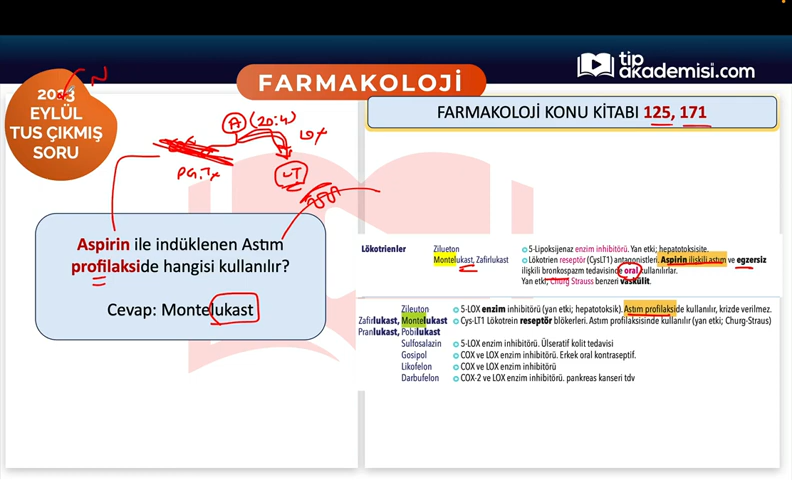 FARMAKOLOJİ
tıp
akademisi.com
2023
EYLÜL
TUS ÇIKMIŞ
SORU
N
A (20:4)
LOX
PG, Tx
LT
Aspirin ile indüklenen Astım
profilakside hangisi kullanılır?
Cevap: Montelukast
FARMAKOLOJİ KONU KİTABI 125, 171
Lökotrienler Zilueton 5-Lipoksijenaz enzim inhibitörü. Yan etki; hepatotoksisite.
Montelukast, Zafirlukast Lökotrien reseptör (CysLT1) antagonistleri. Aspirin ilişkili astım ve egzersiz
ilişkili bronkospazm tedavisinde oral kullanılırlar.
Yan etki; Churg Strauss benzeri vaskülit.
Zileuton 5-LOX enzim inhibitörü (yan etki; hepatotoksik). Astım profilakside kullanılır, krizde verilmez.
Zafirlukast, Montelukast Cys-LT1 Lökotrein reseptör blökerleri. Astım profilaksisinde kullanılır (yan etki; Churg-Straus)
Pranlukast, Pobilukast
Sulfosalazin 5-LOX enzim inhibitörü. Ülseratif kolit tedavisi
Gosipol COX ve LOX enzim inhibitörü. Erkek oral kontraseptif.
Likofelon COX ve LOX enzim inhibitörü
Darbufelon COX-2 ve LOX enzim inhibitörü. pankreas kanseri tdv